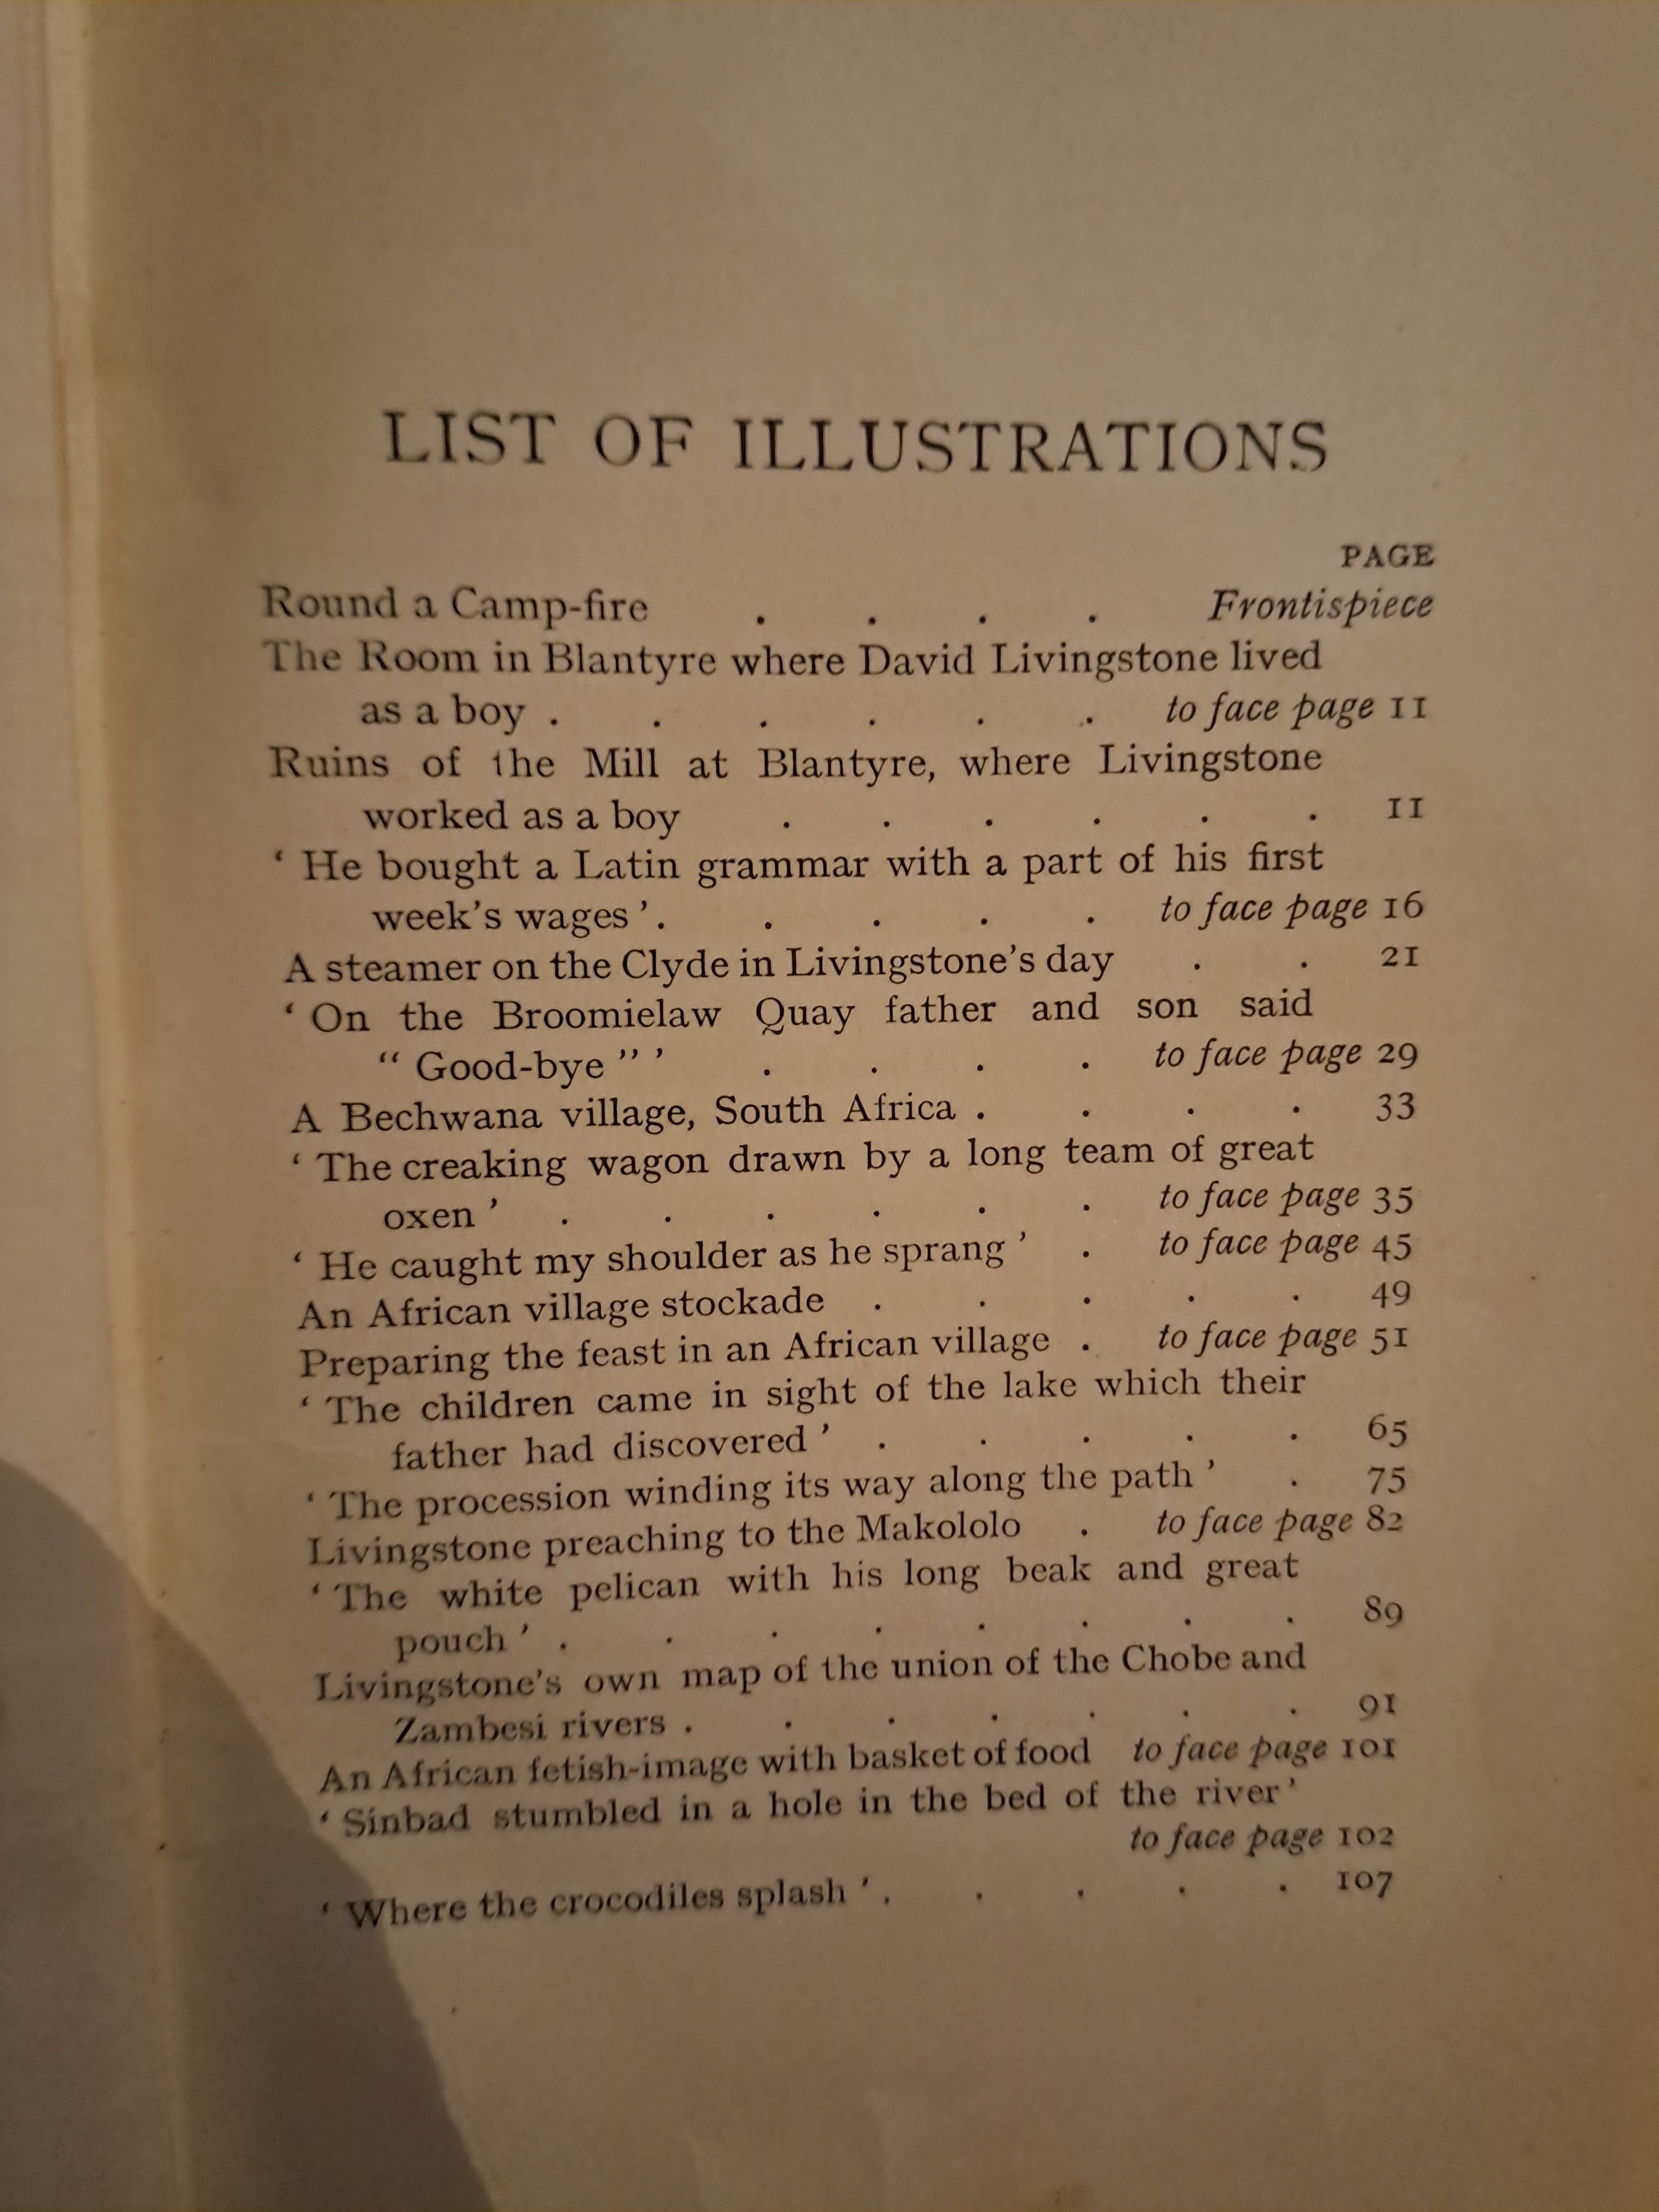 LIST OF ILLUSTRATIONS
PAGE
Round a Camp-fire . . . . Frontispiece
The Room in Blantyre where David Livingstone lived
as a boy . . . . . . to face page 11
Ruins of the Mill at Blantyre, where Livingstone
worked as a boy . . . . . . 11
‘ He bought a Latin grammar with a part of his first
week’s wages ’ . . . . . to face page 16
A steamer on the Clyde in Livingstone’s day . . 21
‘ On the Broomielaw Quay father and son said
“ Good-bye ” ’ . . . . to face page 29
A Bechwana village, South Africa . . . . 33
‘ The creaking wagon drawn by a long team of great
oxen ’ . . . . . . to face page 35
‘ He caught my shoulder as he sprang ’ . to face page 45
An African village stockade . . . . . 49
Preparing the feast in an African village . to face page 51
‘ The children came in sight of the lake which their
father had discovered ’ . . . . . 65
‘ The procession winding its way along the path ’ . 75
Livingstone preaching to the Makololo . to face page 82
‘ The white pelican with his long beak and great
pouch ’ . . . . . . . . 89
Livingstone’s own map of the union of the Chobe and
Zambesi rivers . . . . . . . 91
An African fetish-image with basket of food to face page 101
‘ Sinbad stumbled in a hole in the bed of the river ’
to face page 102
‘ Where the crocodiles splash ’ . . . . . 107